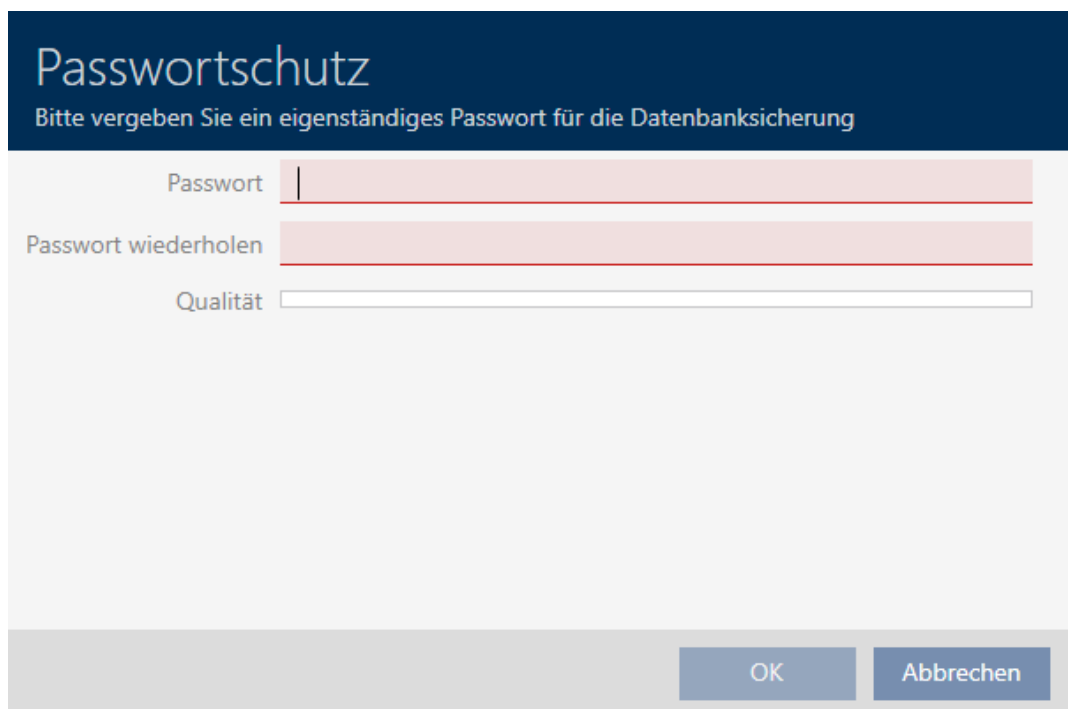 Passwortschutz
Bitte vergeben Sie ein eigenständiges Passwort für die Datenbanksicherung
Passwort
Passwort wiederholen
Qualität
OK Abbrechen